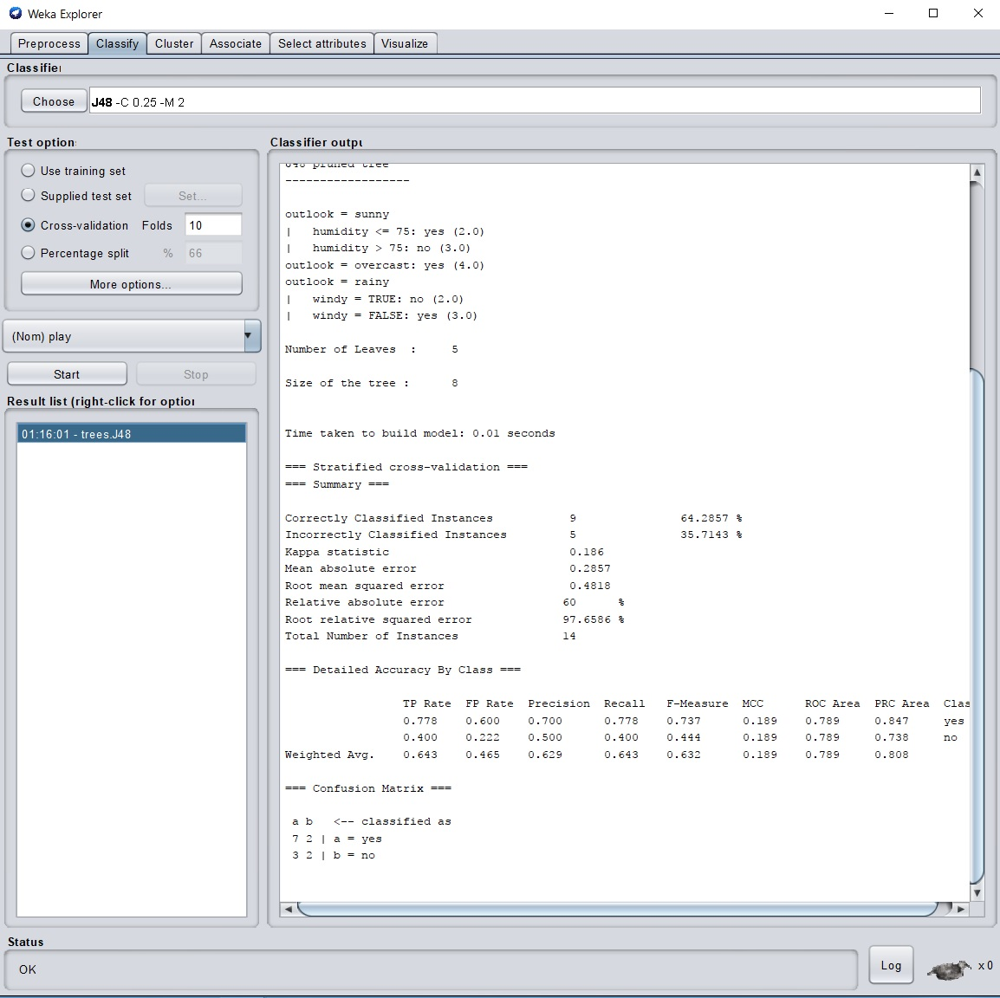 Weka Explorer
Preprocess Classify Cluster Associate Select attributes Visualize
Classifier
Choose J48 -C 0.25 -M 2
Test option
Use training set
Supplied test set Set...
Cross-validation Folds 10
Percentage split % 66
More options...
(Nom) play
Start Stop
Result list (right-click for option
01:16:01 - trees.J48
Classifier outpu
J48 pruned tree
------------------
outlook = sunny
|   humidity <= 75: yes (2.0)
|   humidity > 75: no (3.0)
outlook = overcast: yes (4.0)
outlook = rainy
|   windy = TRUE: no (2.0)
|   windy = FALSE: yes (3.0)
Number of Leaves  :     5
Size of the tree :      8
Time taken to build model: 0.01 seconds
=== Stratified cross-validation ===
=== Summary ===
Correctly Classified Instances 9 64.2857 %
Incorrectly Classified Instances 5 35.7143 %
Kappa statistic 0.186
Mean absolute error 0.2857
Root mean squared error 0.4818
Relative absolute error 60 %
Root relative squared error 97.6586 %
Total Number of Instances 14
=== Detailed Accuracy By Class ===
TP Rate FP Rate Precision Recall F-Measure MCC ROC Area PRC Area Clas
0.778 0.600 0.700 0.778 0.737 0.189 0.789 0.847 yes
0.400 0.222 0.500 0.400 0.444 0.189 0.789 0.738 no
Weighted Avg. 0.643 0.465 0.629 0.643 0.632 0.189 0.789 0.808
=== Confusion Matrix ===
a b   <-- classified as
7 2 | a = yes
3 2 | b = no
Status
OK
Log
x 0